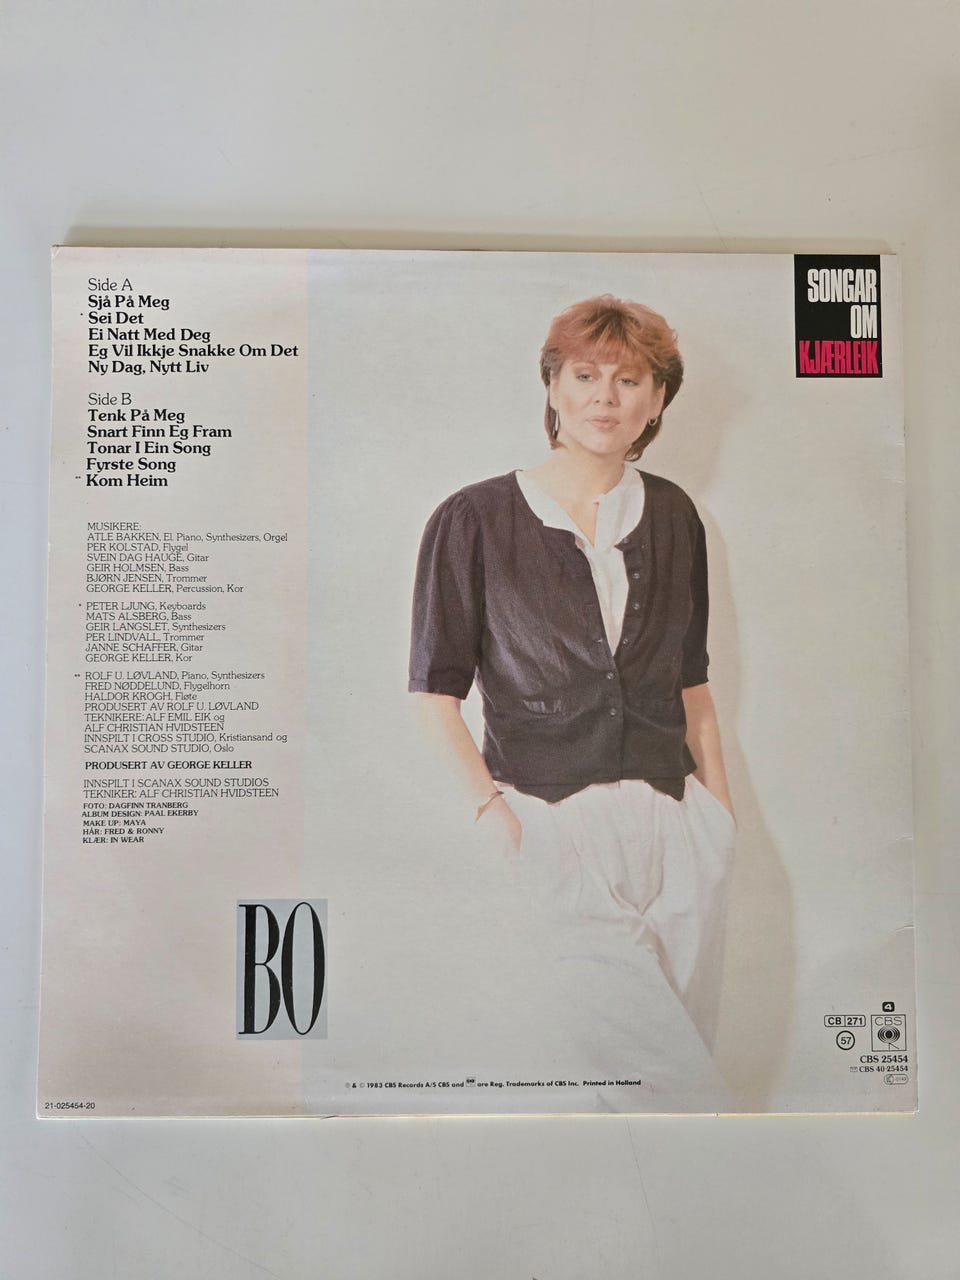 Side A
Sjå På Meg
* Sei Det
Ei Natt Med Deg
Eg Vil Ikkje Snakke Om Det
Ny Dag, Nytt Liv
Side B
Tenk På Meg
Snart Finn Eg Fram
Tonar I Ein Song
Fyrste Song
** Kom Heim
MUSIKERE:
ATLE BAKKEN, El. Piano, Synthesizers, Orgel
PER KOLSTAD, Flygel
SVEIN DAG HAUGE, Gitar
GEIR HOLMSEN, Bass
BJØRN JENSEN, Trommer
GEORGE KELLER, Percussion, Kor
* PETER LJUNG, Keyboards
MATS ALSBERG, Bass
GEIR LANGSLET, Synthesizers
PER LINDVALL, Trommer
JANNE SCHAFFER, Gitar
GEORGE KELLER, Kor
** ROLF U. LØVLAND, Piano, Synthesizers
FRED NØDDELUND, Flygelhorn
HALDOR KROGH, Fløte
PRODUSERT AV ROLF U. LØVLAND
TEKNIKERE: ALF EMIL EIK og
ALF CHRISTIAN HVIDSTEEN
INNSPILT I CROSS STUDIO, Kristiansand og
SCANAX SOUND STUDIO, Oslo
PRODUSERT AV GEORGE KELLER
INNSPILT I SCANAX SOUND STUDIOS
TEKNIKER: ALF CHRISTIAN HVIDSTEEN
FOTO: DAGFINN TRANBERG
ALBUM DESIGN: PAAL EKERBY
MAKE UP: MAYA
HÅR: FRED & RONNY
KLÆR: IN WEAR
SONGAR
OM
KJÆRLEIK
BO
4
CB 271
CBS
57
CBS 25454
CBS 40-25454
℗ & © 1983 CBS Records A/S CBS and are Reg. Trademarks of CBS Inc. Printed in Holland
21-025454-20